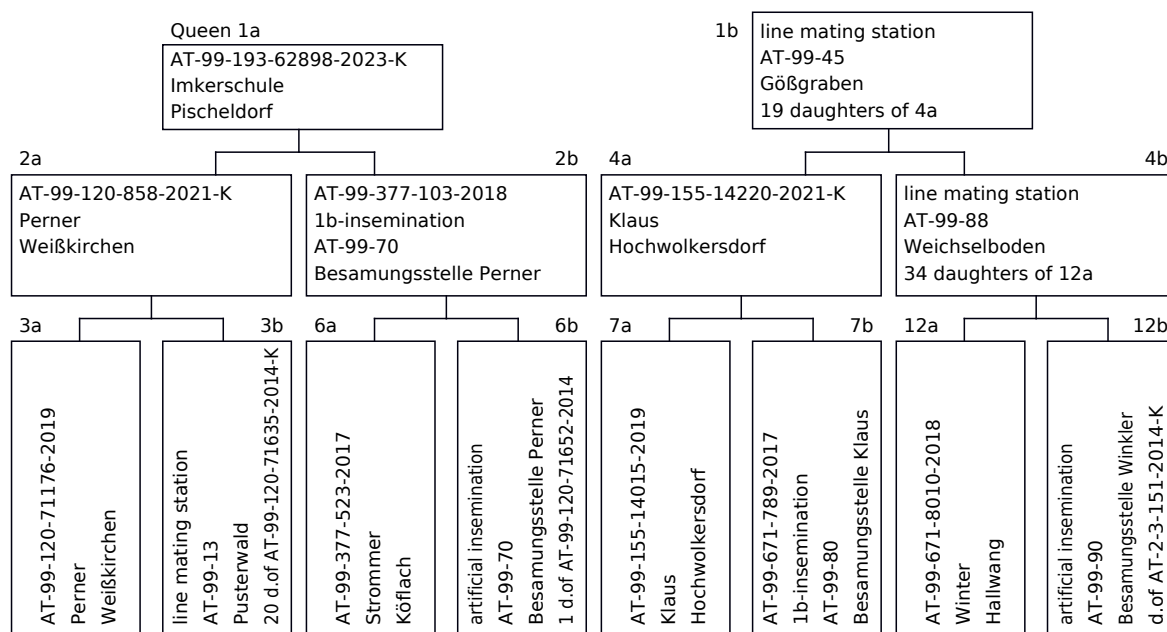 Queen 1a
AT-99-193-62898-2023-K
Imkerschule
Pischeldorf
1b
line mating station
AT-99-45
Gößgraben
19 daughters of 4a
2a
AT-99-120-858-2021-K
Perner
Weißkirchen
2b
AT-99-377-103-2018
1b-insemination
AT-99-70
Besamungsstelle Perner
4a
AT-99-155-14220-2021-K
Klaus
Hochwolkersdorf
4b
line mating station
AT-99-88
Weichselboden
34 daughters of 12a
3a
AT-99-120-71176-2019
Perner
Weißkirchen
3b
line mating station
AT-99-13
Pusterwald
20 d.of AT-99-120-71635-2014-K
6a
AT-99-377-523-2017
Strommer
Köflach
6b
artificial insemination
AT-99-70
Besamungsstelle Perner
1 d.of AT-99-120-71652-2014
7a
AT-99-155-14015-2019
Klaus
Hochwolkersdorf
7b
AT-99-671-789-2017
1b-insemination
AT-99-80
Besamungsstelle Klaus
12a
AT-99-671-8010-2018
Winter
Hallwang
12b
artificial insemination
AT-99-90
Besamungsstelle Winkler
d.of AT-2-3-151-2014-K